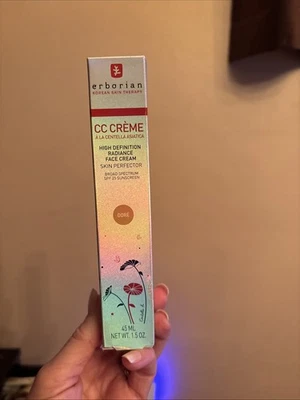 erborian
KOREAN SKIN THERAPY
CC CRÈME
À LA CENTELLA ASIATICA
HIGH DEFINITION
RADIANCE
FACE CREAM
SKIN PERFECTOR
BROAD SPECTRUM
SPF 25 SUNSCREEN
DORÉ
45 ML
NET WT. 1.5 OZ.